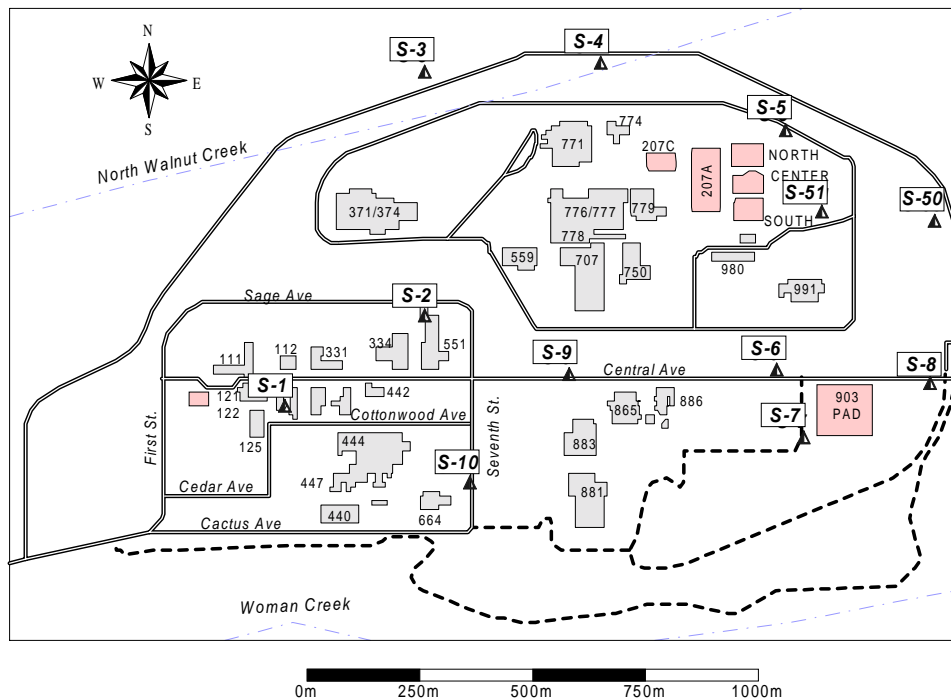 N
W E
S
S-3
S-4
S-5
North Walnut Creek
774
771
207C
207A
NORTH
CENTER
SOUTH
S-51
S-50
371/374
776/777
779
778
559
707
750
980
991
Sage Ave
S-2
111
112
331
334
551
S-9
S-6
Central Ave
S-8
S-1
121
122
442
Cottonwood Ave
125
First St.
Seventh St.
865
886
S-7
903
PAD
883
444
S-10
447
881
Cedar Ave
440
664
Cactus Ave
Woman Creek
0m 250m 500m 750m 1000m